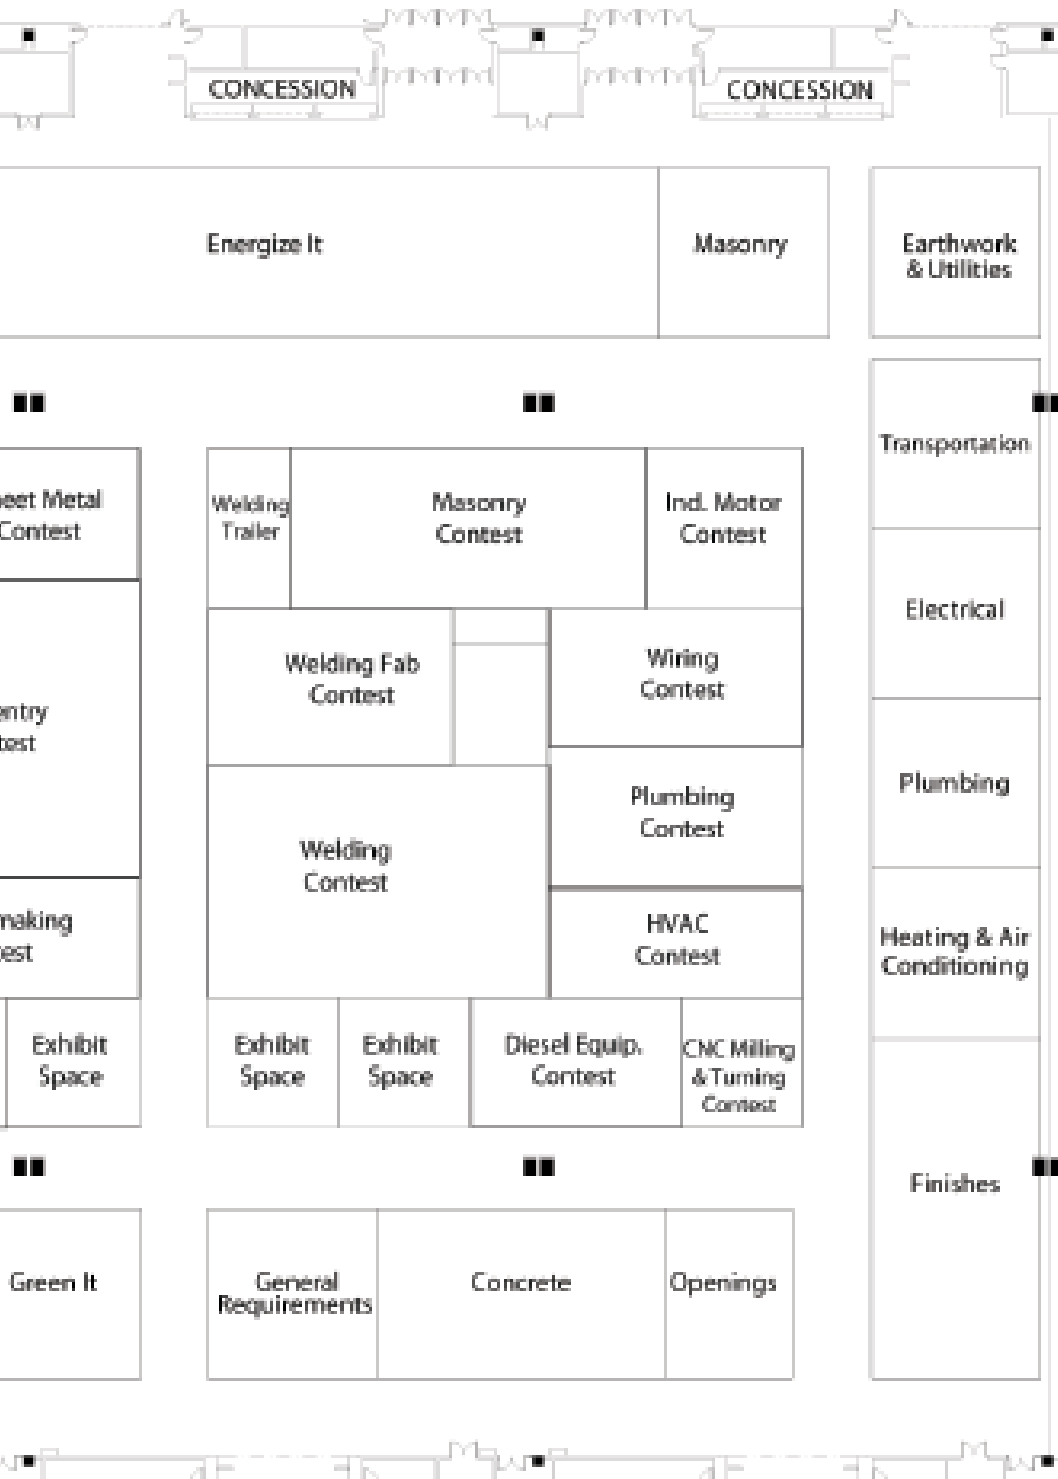 CONCESSION
CONCESSION
Energize It
Masonry
Earthwork
& Utilities
Transportation
Electrical
Plumbing
Heating & Air
Conditioning
Finishes
Metal
Contest
Welding
Trailer
Masonry
Contest
Ind. Motor
Contest
Welding Fab
Contest
Wiring
Contest
Plumbing
Contest
Welding
Contest
HVAC
Contest
Exhibit
Space
Exhibit
Space
Exhibit
Space
Diesel Equip.
Contest
CNC Milling
& Turning
Contest
Green It
General
Requirements
Concrete
Openings